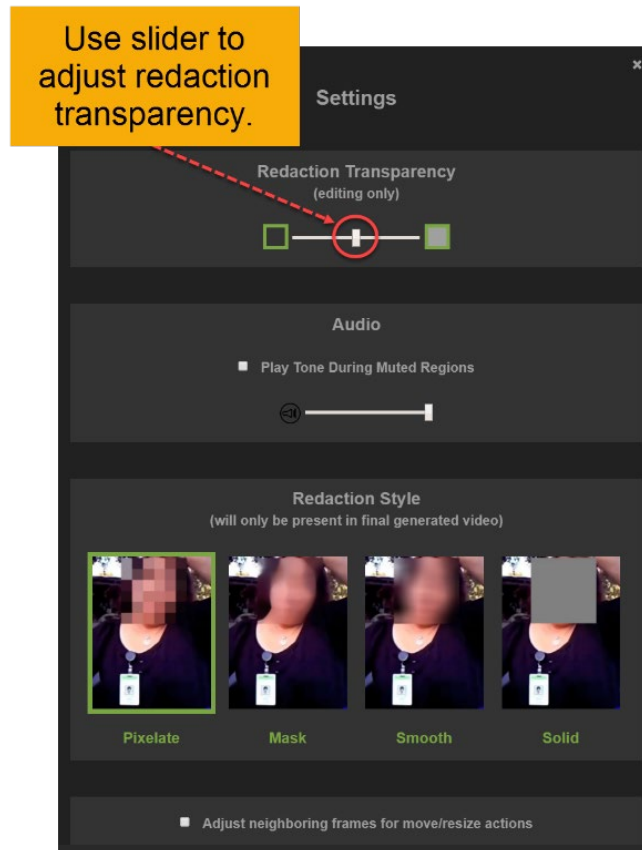 Use slider to
adjust redaction
transparency.
Settings
Redaction Transparency
(editing only)
Audio
Play Tone During Muted Regions
Redaction Style
(will only be present in final generated video)
Pixelate Mask Smooth Solid
Adjust neighboring frames for move/resize actions